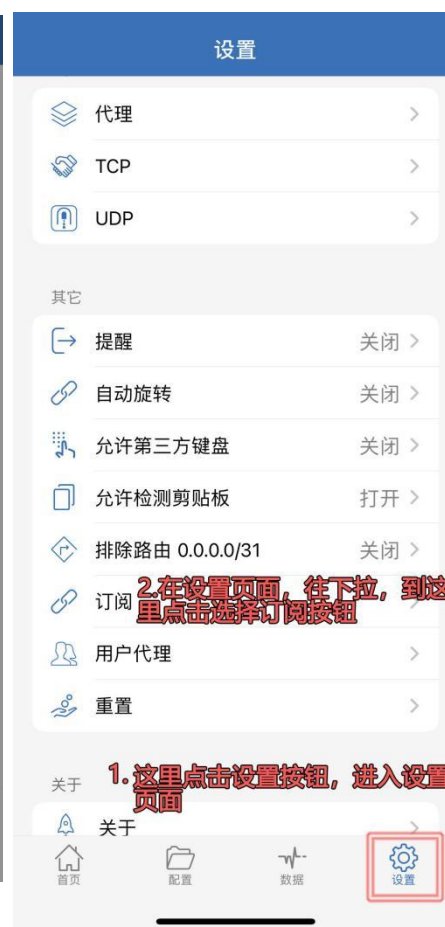 设置
代理
TCP
UDP
其它
提醒 关闭
自动旋转 关闭
允许第三方键盘 关闭
允许检测剪贴板 打开
排除路由 0.0.0.0/31 关闭
订阅
2.在设置页面，往下拉，到这
里点击选择订阅按钮
用户代理
重置
关于
1.这里点击设置按钮，进入设置
页面
关于
首页 配置 数据 设置